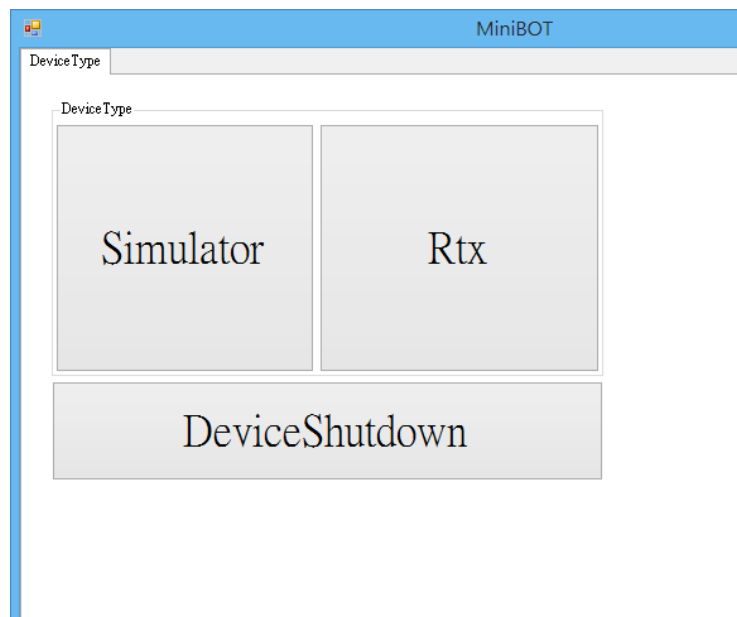 MiniBOT
DeviceType
DeviceType
Simulator Rtx
DeviceShutdown